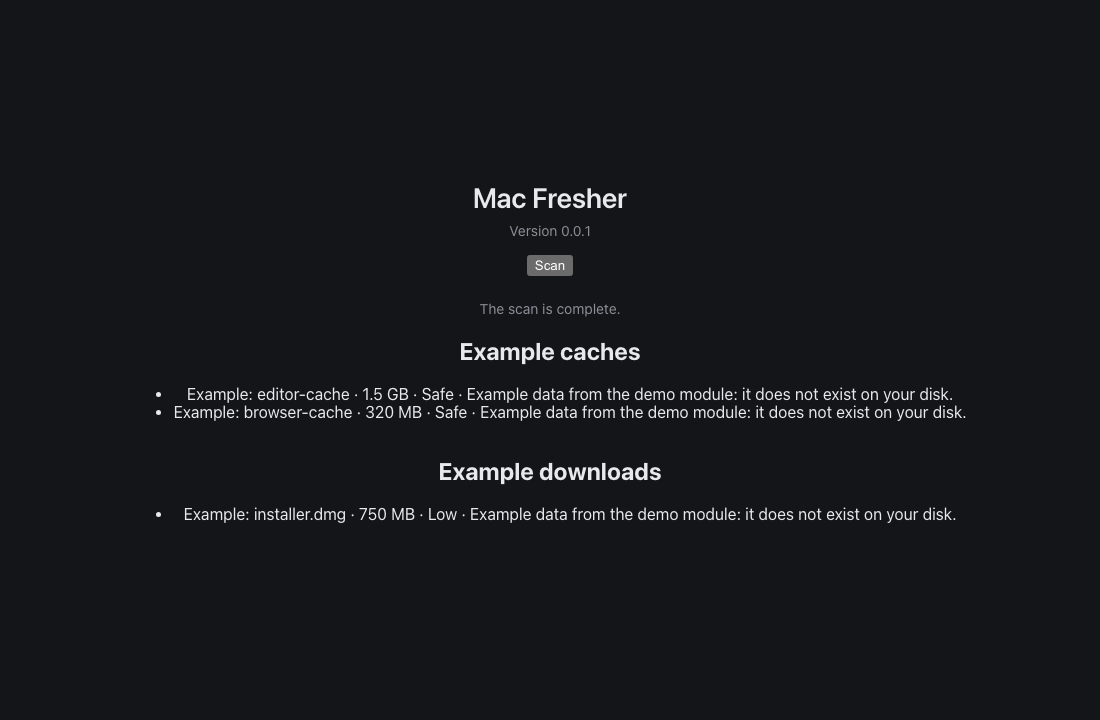 Mac Fresher
Version 0.0.1
Scan
The scan is complete.
Example caches
• Example: editor-cache · 1.5 GB · Safe · Example data from the demo module: it does not exist on your disk.
• Example: browser-cache · 320 MB · Safe · Example data from the demo module: it does not exist on your disk.
Example downloads
• Example: installer.dmg · 750 MB · Low · Example data from the demo module: it does not exist on your disk.